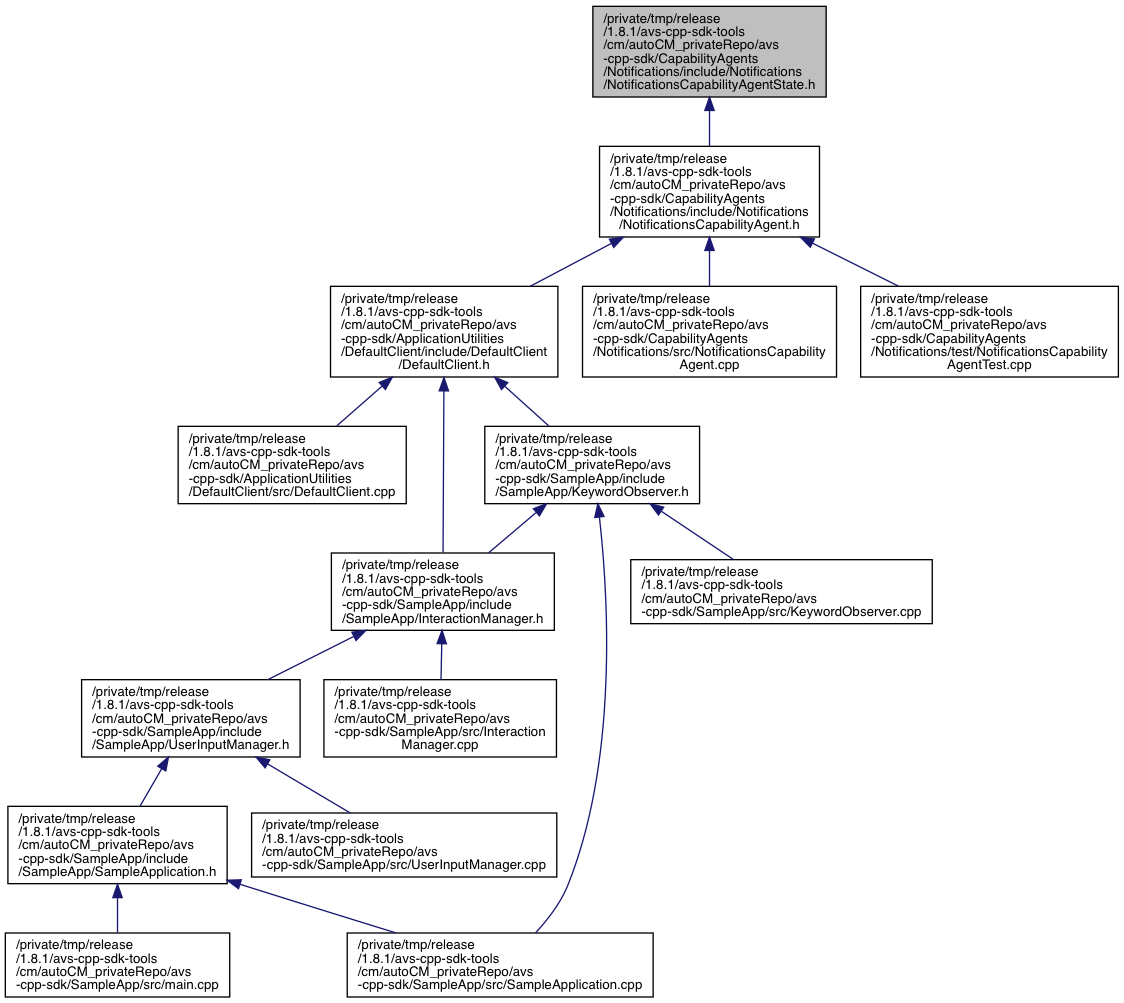 /private/tmp/release
/1.8.1/avs-cpp-sdk-tools
/cm/autoCM_privateRepo/avs
-cpp-sdk/CapabilityAgents
/Notifications/include/Notifications
/NotificationsCapabilityAgentState.h
/private/tmp/release
/1.8.1/avs-cpp-sdk-tools
/cm/autoCM_privateRepo/avs
-cpp-sdk/CapabilityAgents
/Notifications/include/Notifications
/NotificationsCapabilityAgent.h
/private/tmp/release
/1.8.1/avs-cpp-sdk-tools
/cm/autoCM_privateRepo/avs
-cpp-sdk/ApplicationUtilities
/DefaultClient/include/DefaultClient
/DefaultClient.h
/private/tmp/release
/1.8.1/avs-cpp-sdk-tools
/cm/autoCM_privateRepo/avs
-cpp-sdk/CapabilityAgents
/Notifications/src/NotificationsCapability
Agent.cpp
/private/tmp/release
/1.8.1/avs-cpp-sdk-tools
/cm/autoCM_privateRepo/avs
-cpp-sdk/CapabilityAgents
/Notifications/test/NotificationsCapability
AgentTest.cpp
/private/tmp/release
/1.8.1/avs-cpp-sdk-tools
/cm/autoCM_privateRepo/avs
-cpp-sdk/ApplicationUtilities
/DefaultClient/src/DefaultClient.cpp
/private/tmp/release
/1.8.1/avs-cpp-sdk-tools
/cm/autoCM_privateRepo/avs
-cpp-sdk/SampleApp/include
/SampleApp/KeywordObserver.h
/private/tmp/release
/1.8.1/avs-cpp-sdk-tools
/cm/autoCM_privateRepo/avs
-cpp-sdk/SampleApp/include
/SampleApp/InteractionManager.h
/private/tmp/release
/1.8.1/avs-cpp-sdk-tools
/cm/autoCM_privateRepo/avs
-cpp-sdk/SampleApp/src/KeywordObserver.cpp
/private/tmp/release
/1.8.1/avs-cpp-sdk-tools
/cm/autoCM_privateRepo/avs
-cpp-sdk/SampleApp/include
/SampleApp/UserInputManager.h
/private/tmp/release
/1.8.1/avs-cpp-sdk-tools
/cm/autoCM_privateRepo/avs
-cpp-sdk/SampleApp/src/Interaction
Manager.cpp
/private/tmp/release
/1.8.1/avs-cpp-sdk-tools
/cm/autoCM_privateRepo/avs
-cpp-sdk/SampleApp/include
/SampleApp/SampleApplication.h
/private/tmp/release
/1.8.1/avs-cpp-sdk-tools
/cm/autoCM_privateRepo/avs
-cpp-sdk/SampleApp/src/UserInputManager.cpp
/private/tmp/release
/1.8.1/avs-cpp-sdk-tools
/cm/autoCM_privateRepo/avs
-cpp-sdk/SampleApp/src/main.cpp
/private/tmp/release
/1.8.1/avs-cpp-sdk-tools
/cm/autoCM_privateRepo/avs
-cpp-sdk/SampleApp/src/SampleApplication.cpp